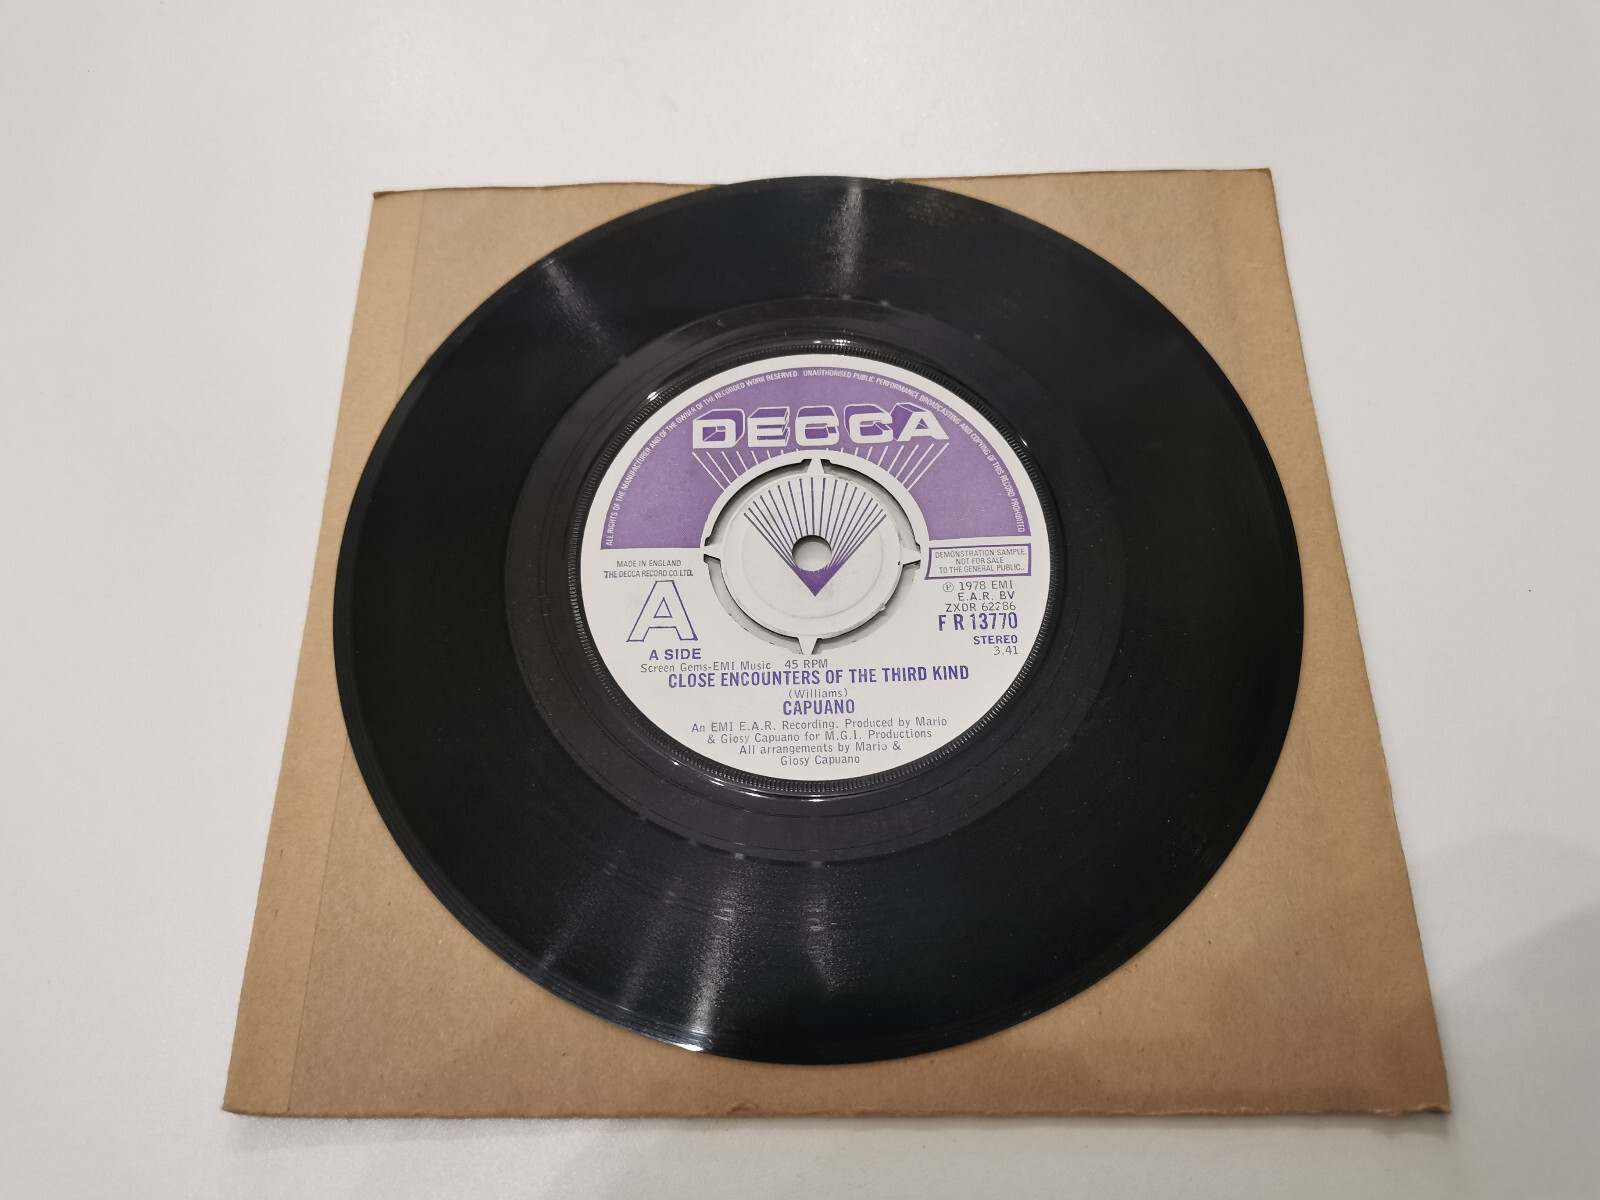 ALL RIGHTS OF THE MANUFACTURER AND OF THE OWNER OF THE RECORDED WORK RESERVED UNAUTHORISED PUBLIC PERFORMANCE BROADCASTING AND COPYING OF THIS RECORD PROHIBITED
DECCA
MADE IN ENGLAND
THE DECCA RECORD CO. LTD.
A
A SIDE
DEMONSTRATION SAMPLE.
NOT FOR SALE
TO THE GENERAL PUBLIC.
℗ 1978 EMI
E.A.R. BV
ZXDR 62286
F R 13770
STEREO
3.41
Screen Gems-EMI Music 45 RPM
CLOSE ENCOUNTERS OF THE THIRD KIND
(Williams)
CAPUANO
An EMI E.A.R. Recording. Produced by Mario
& Giosy Capuano for M.G.I. Productions
All arrangements by Mario &
Giosy Capuano